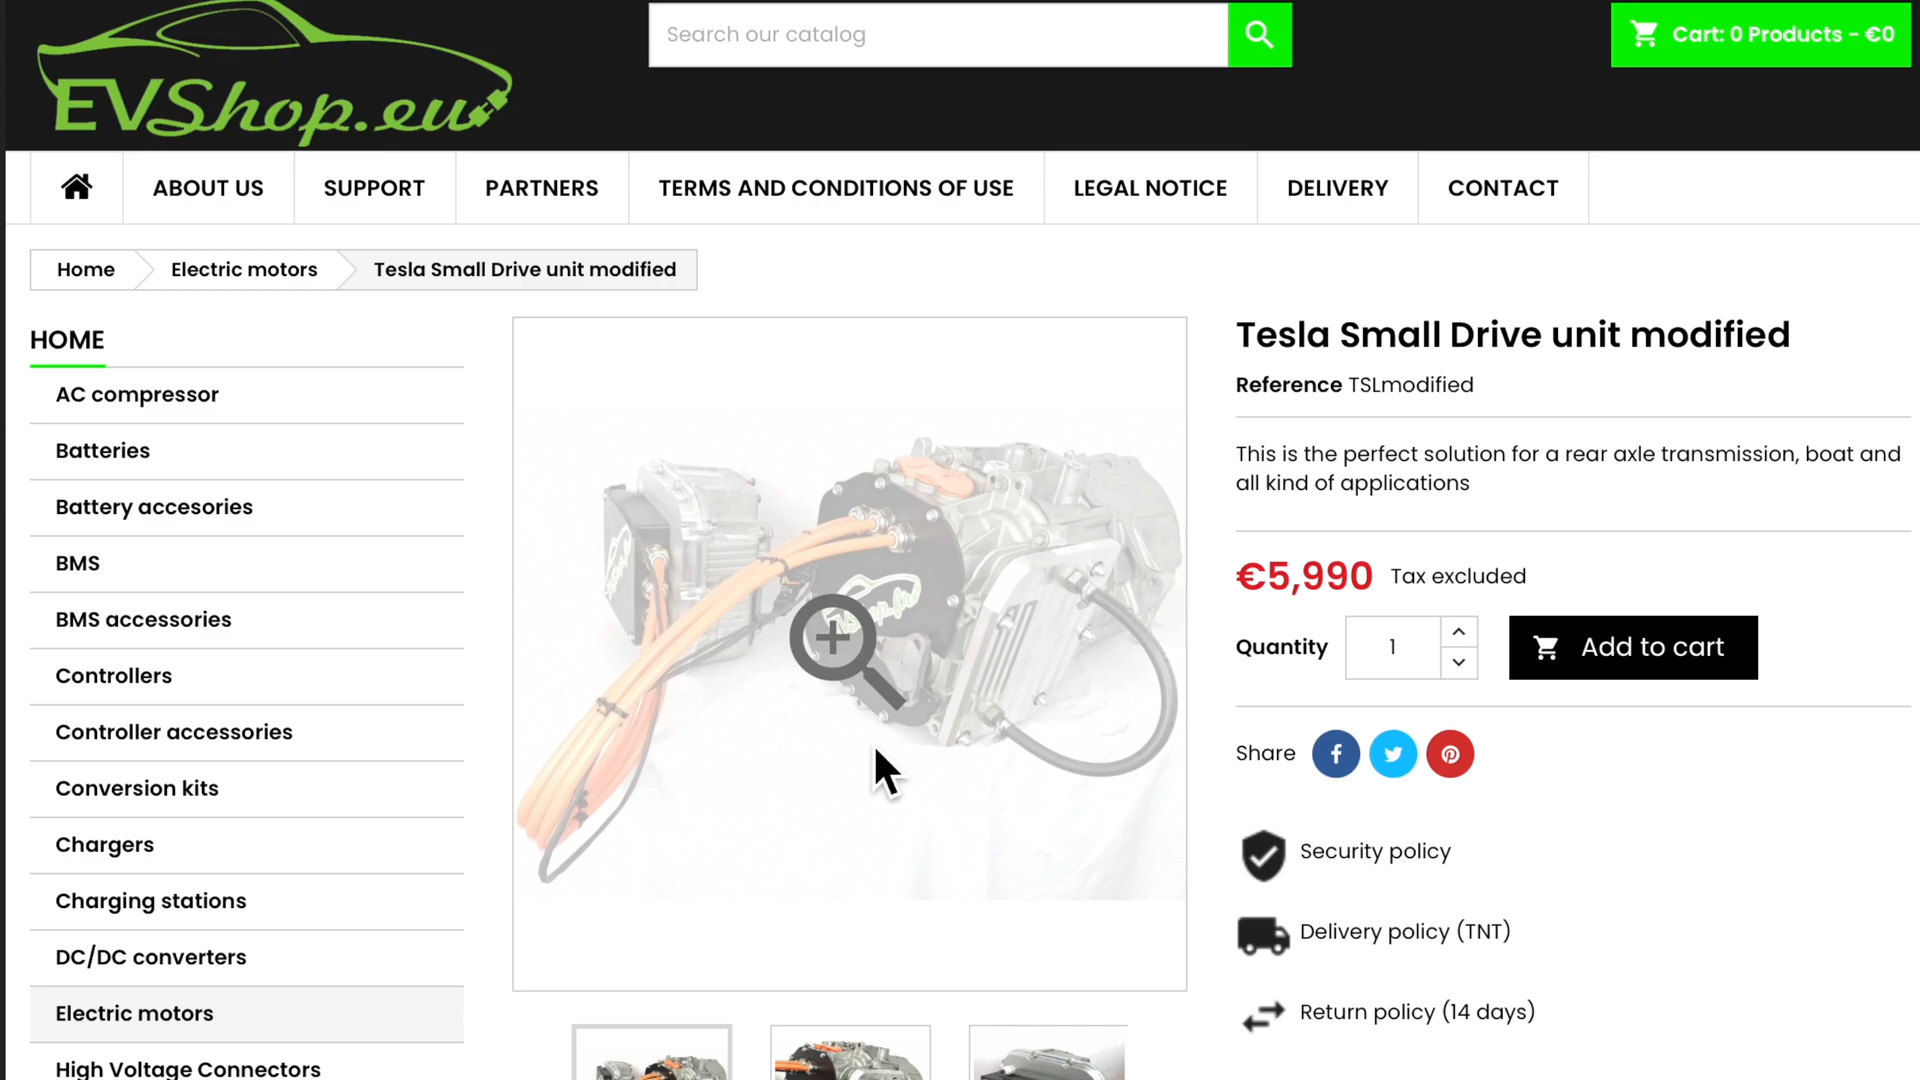 EVShop.eu
Search our catalog
Cart: 0 Products - €0
ABOUT US
SUPPORT
PARTNERS
TERMS AND CONDITIONS OF USE
LEGAL NOTICE
DELIVERY
CONTACT
Home
Electric motors
Tesla Small Drive unit modified
HOME
AC compressor
Batteries
Battery accesories
BMS
BMS accessories
Controllers
Controller accessories
Conversion kits
Chargers
Charging stations
DC/DC converters
Electric motors
High Voltage Connectors
Tesla Small Drive unit modified
Reference TSLmodified
This is the perfect solution for a rear axle transmission, boat and
all kind of applications
€5,990 Tax excluded
Quantity
1
Add to cart
Share
Security policy
Delivery policy (TNT)
Return policy (14 days)